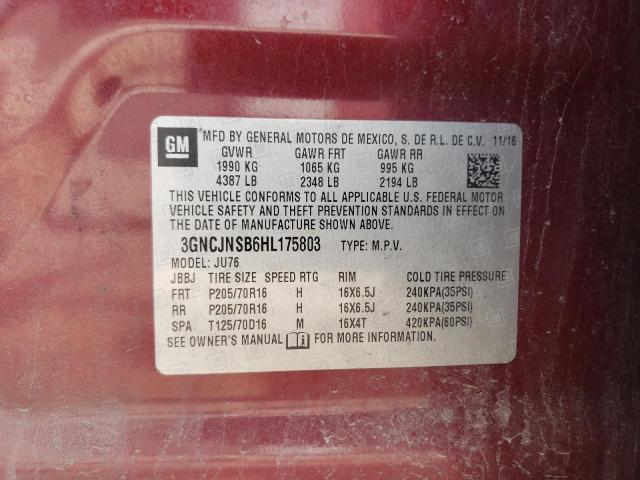 GM MFD BY GENERAL MOTORS DE MEXICO, S. DE R.L. DE C.V. 11/16
GVWR GAWR FRT GAWR RR
1990 KG 1065 KG 995 KG
4387 LB 2348 LB 2194 LB
THIS VEHICLE CONFORMS TO ALL APPLICABLE U.S. FEDERAL MOTOR
VEHICLE SAFETY AND THEFT PREVENTION STANDARDS IN EFFECT ON THE
DATE OF MANUFACTURE SHOWN ABOVE.
3GNCJNSB6HL175803 TYPE: M.P.V.
MODEL: JU76
JBBJ TIRE SIZE SPEED RTG RIM COLD TIRE PRESSURE
FRT P205/70R16 H 16X6.5J 240KPA(35PSI)
RR P205/70R16 H 16X6.5J 240KPA(35PSI)
SPA T125/70D16 M 16X4T 420KPA(60PSI)
SEE OWNER'S MANUAL FOR MORE INFORMATION.